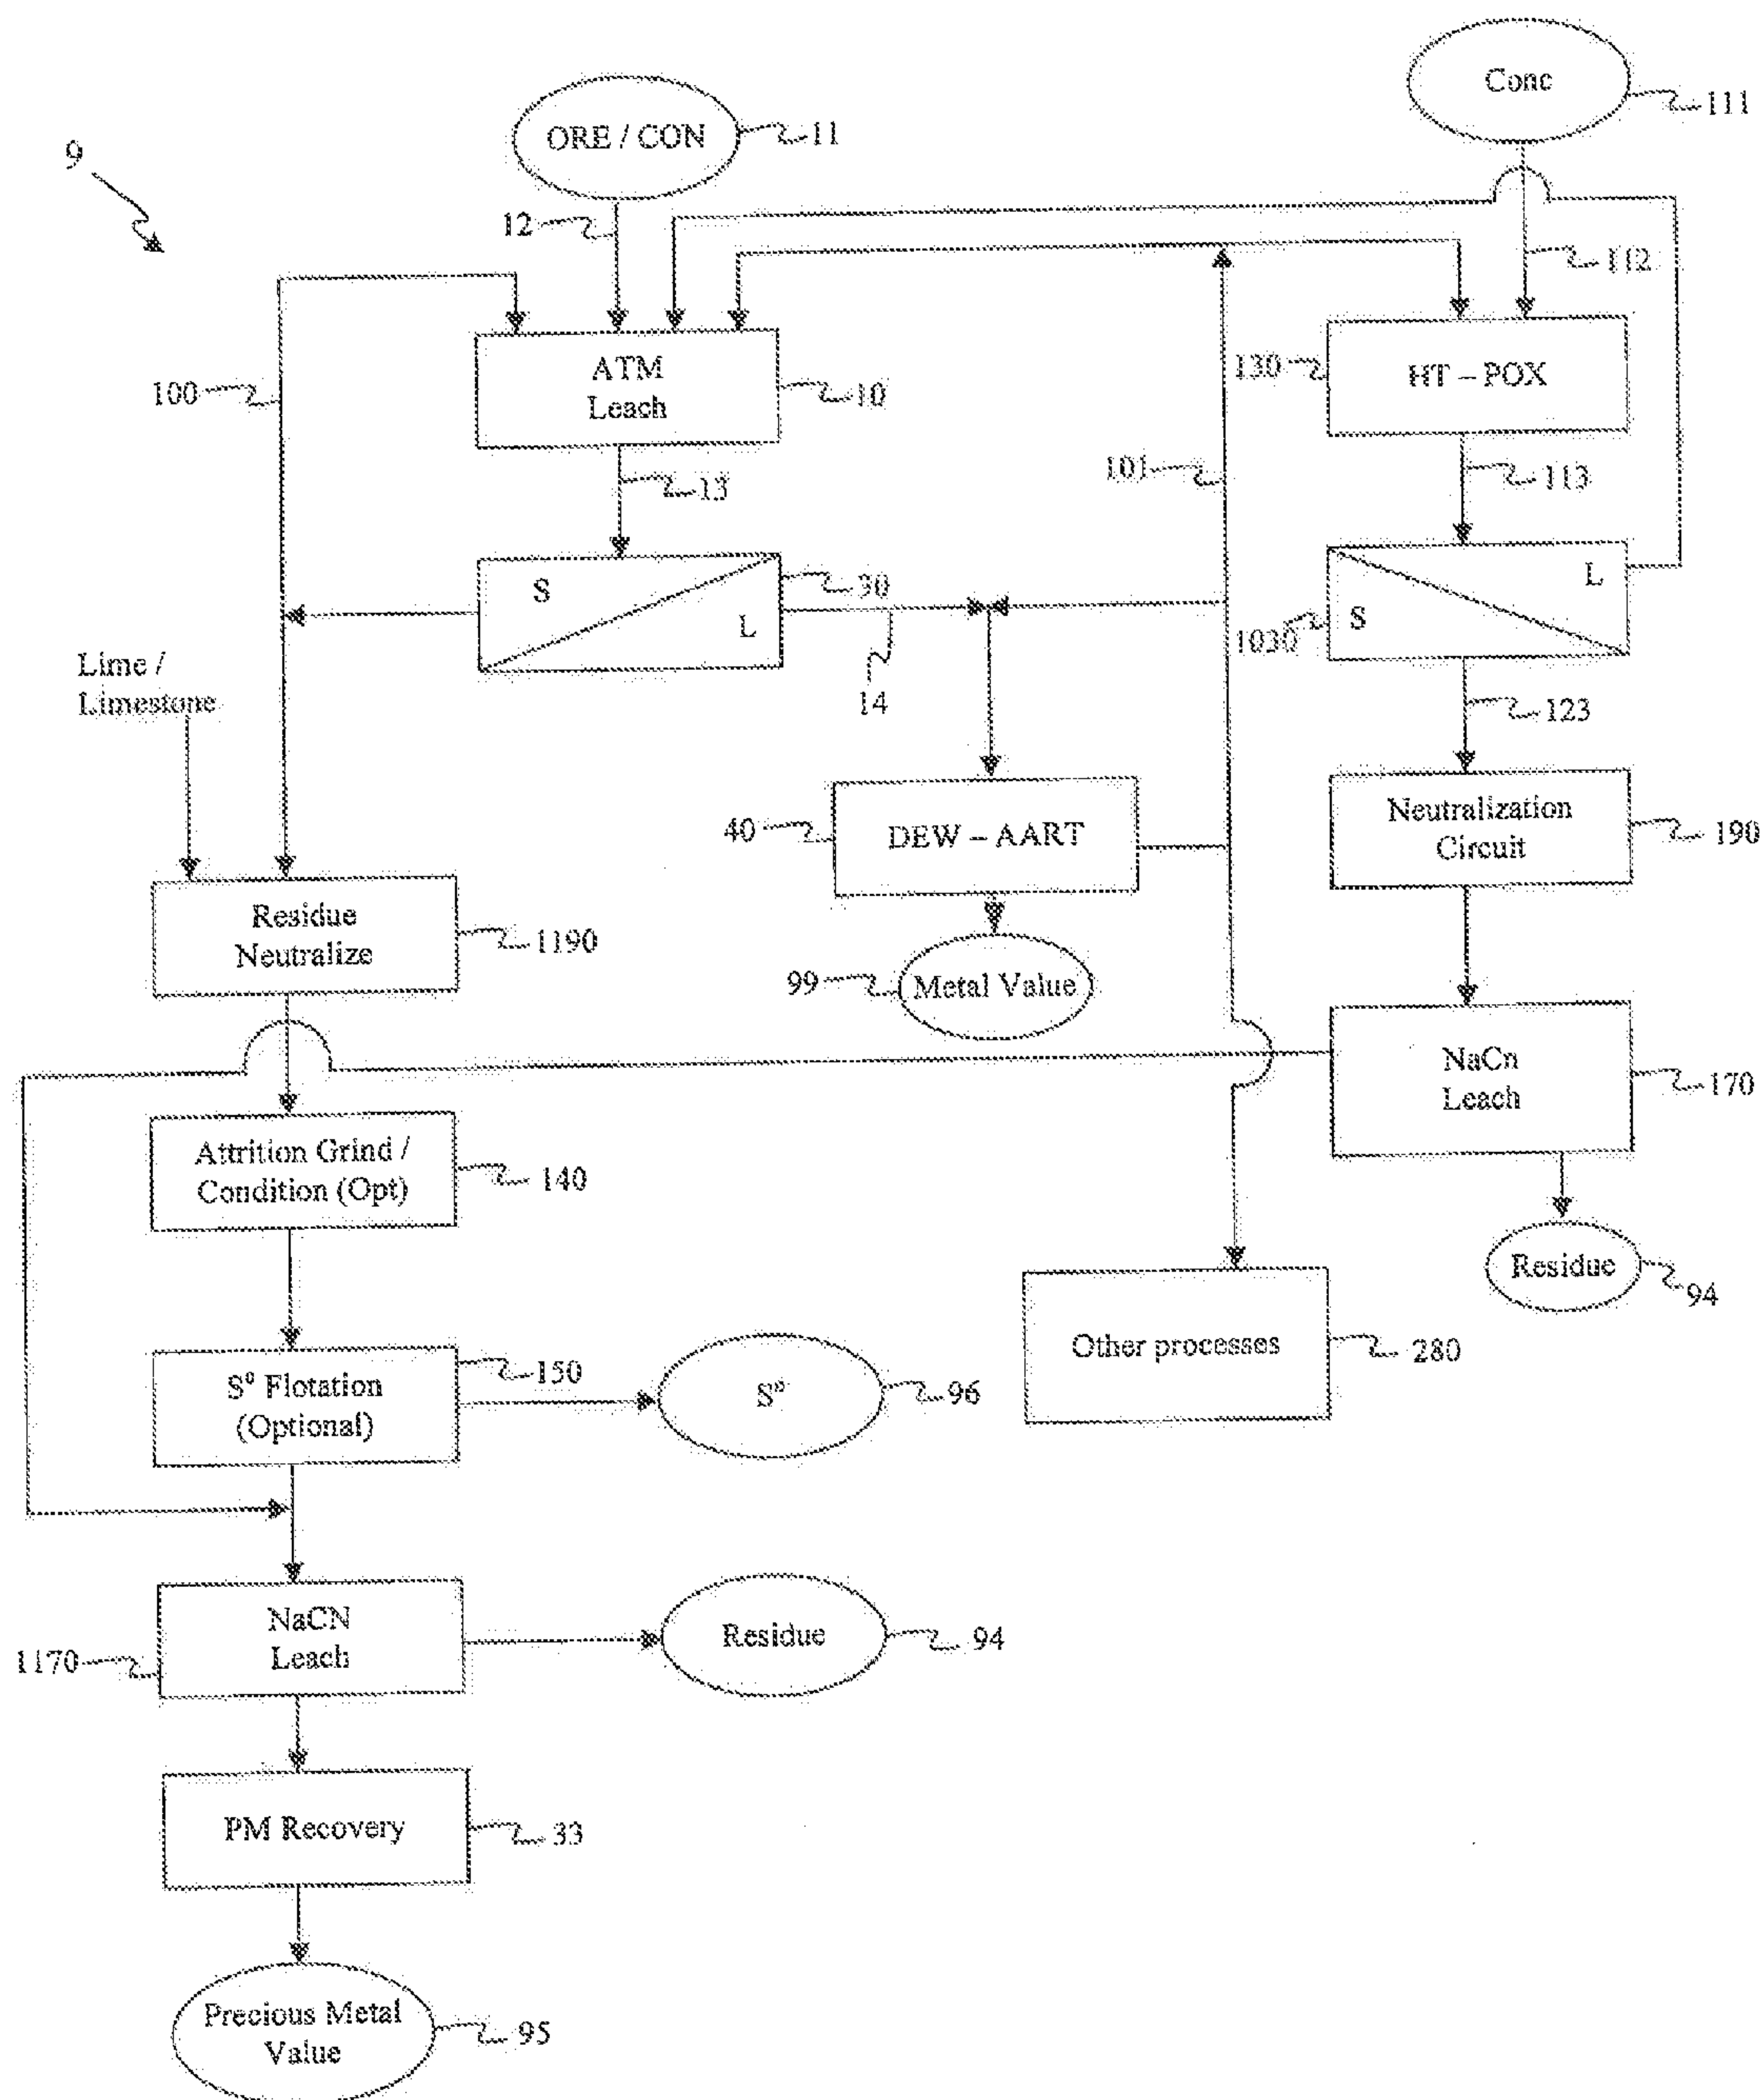 Conc
111
ORE / CON
11
9
12
112
ATM
Leach
10
100
130
HT – POX
101
13
113
S
L
30
L
S
1030
14
123
Lime /
Limestone
40
DEW – AART
Neutralization
Circuit
190
Residue
Neutralize
1190
99
Metal Value
NaCn
Leach
170
Attrition Grind /
Condition (Opt)
140
Residue
94
Other processes
280
S⁰ Flotation
(Optional)
150
S⁰
96
NaCN
Leach
1170
Residue
94
PM Recovery
33
Precious Metal
Value
95